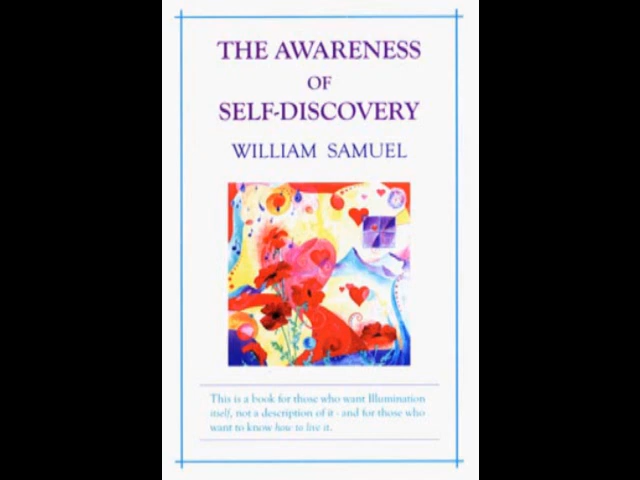 THE AWARENESS
OF
SELF-DISCOVERY
WILLIAM SAMUEL
This is a book for those who want Illumination
itself, not a description of it - and for those who
want to know how to live it.